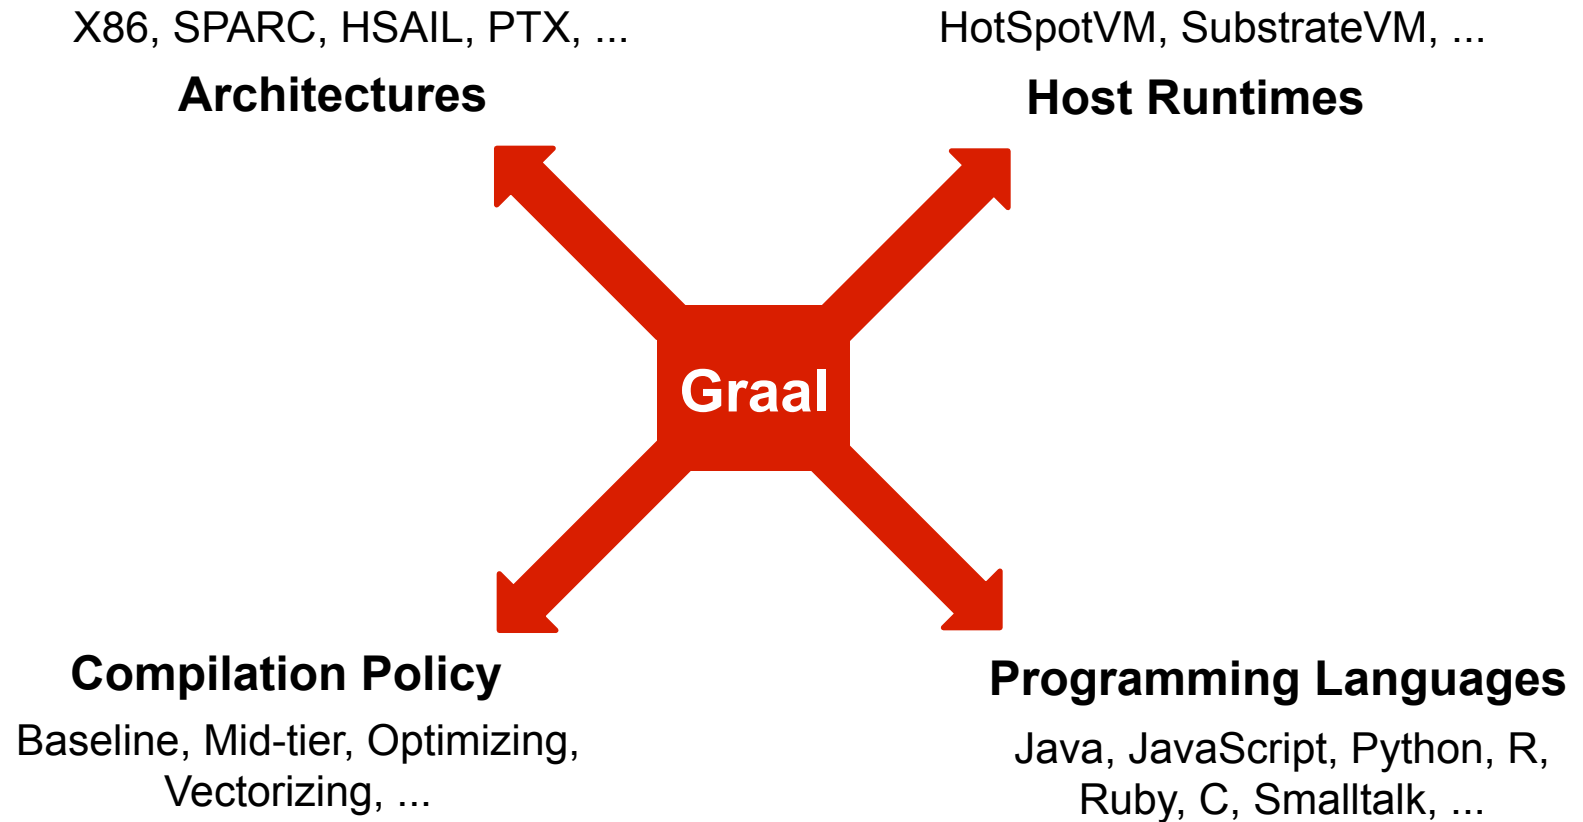 X86, SPARC, HSAIL, PTX, ...
Architectures
HotSpotVM, SubstrateVM, ...
Host Runtimes
Graal
Compilation Policy
Baseline, Mid-tier, Optimizing,
Vectorizing, ...
Programming Languages
Java, JavaScript, Python, R,
Ruby, C, Smalltalk, ...